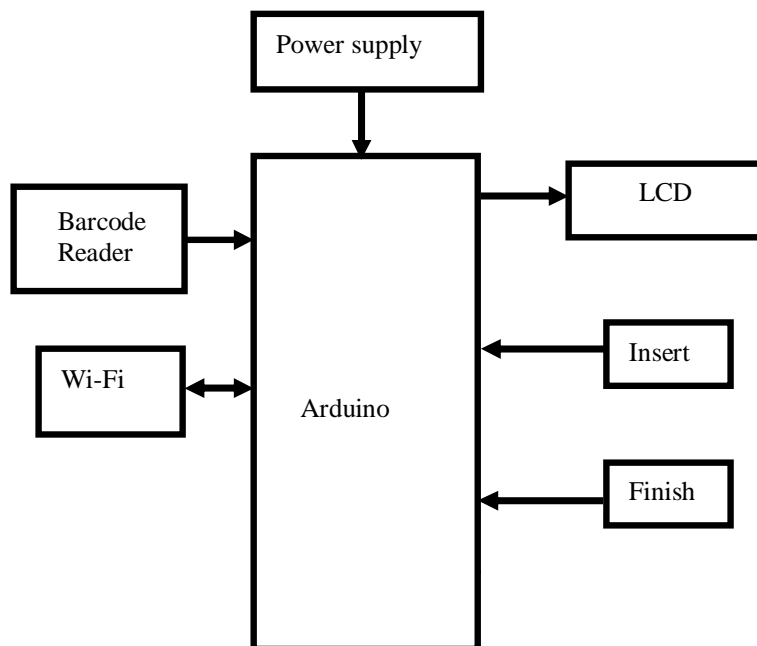 Power supply
LCD
Barcode
Reader
Insert
Wi-Fi
Arduino
Finish